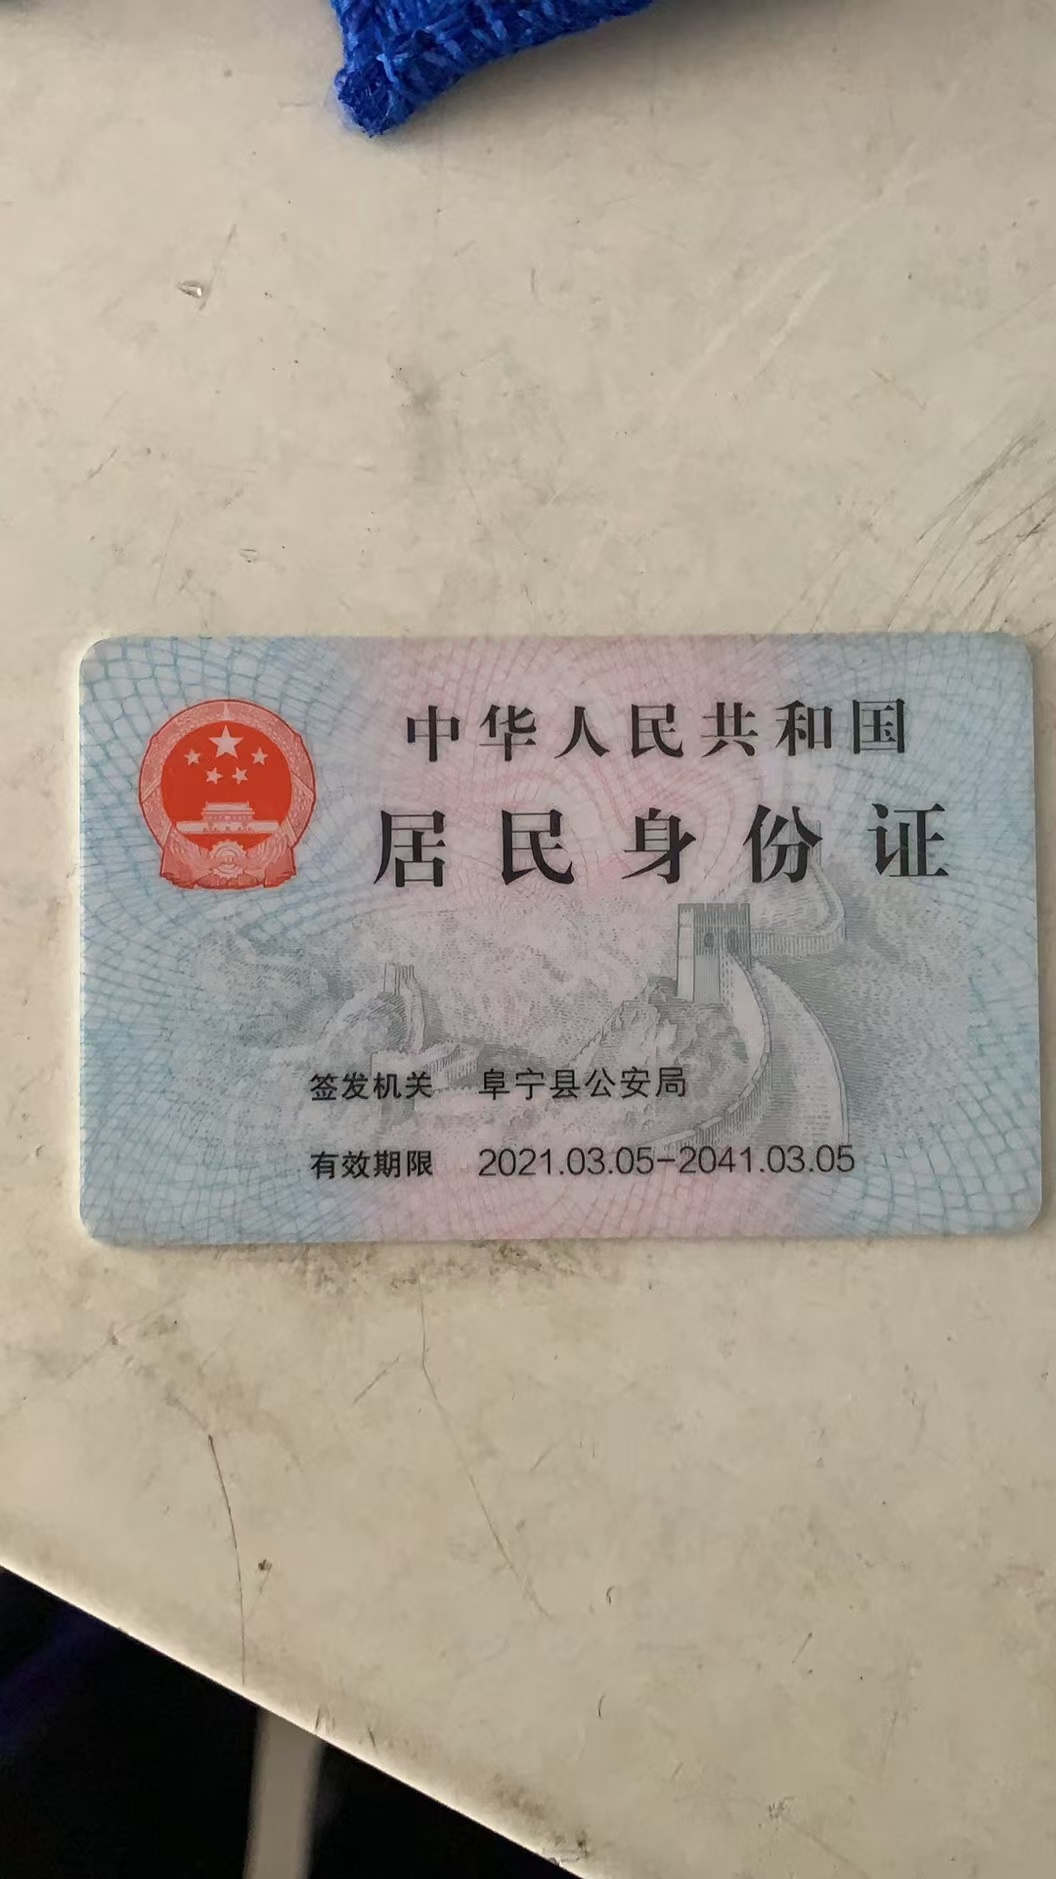 中华人民共和国
居民身份证
签发机关 阜宁县公安局
有效期限 2021.03.05-2041.03.05